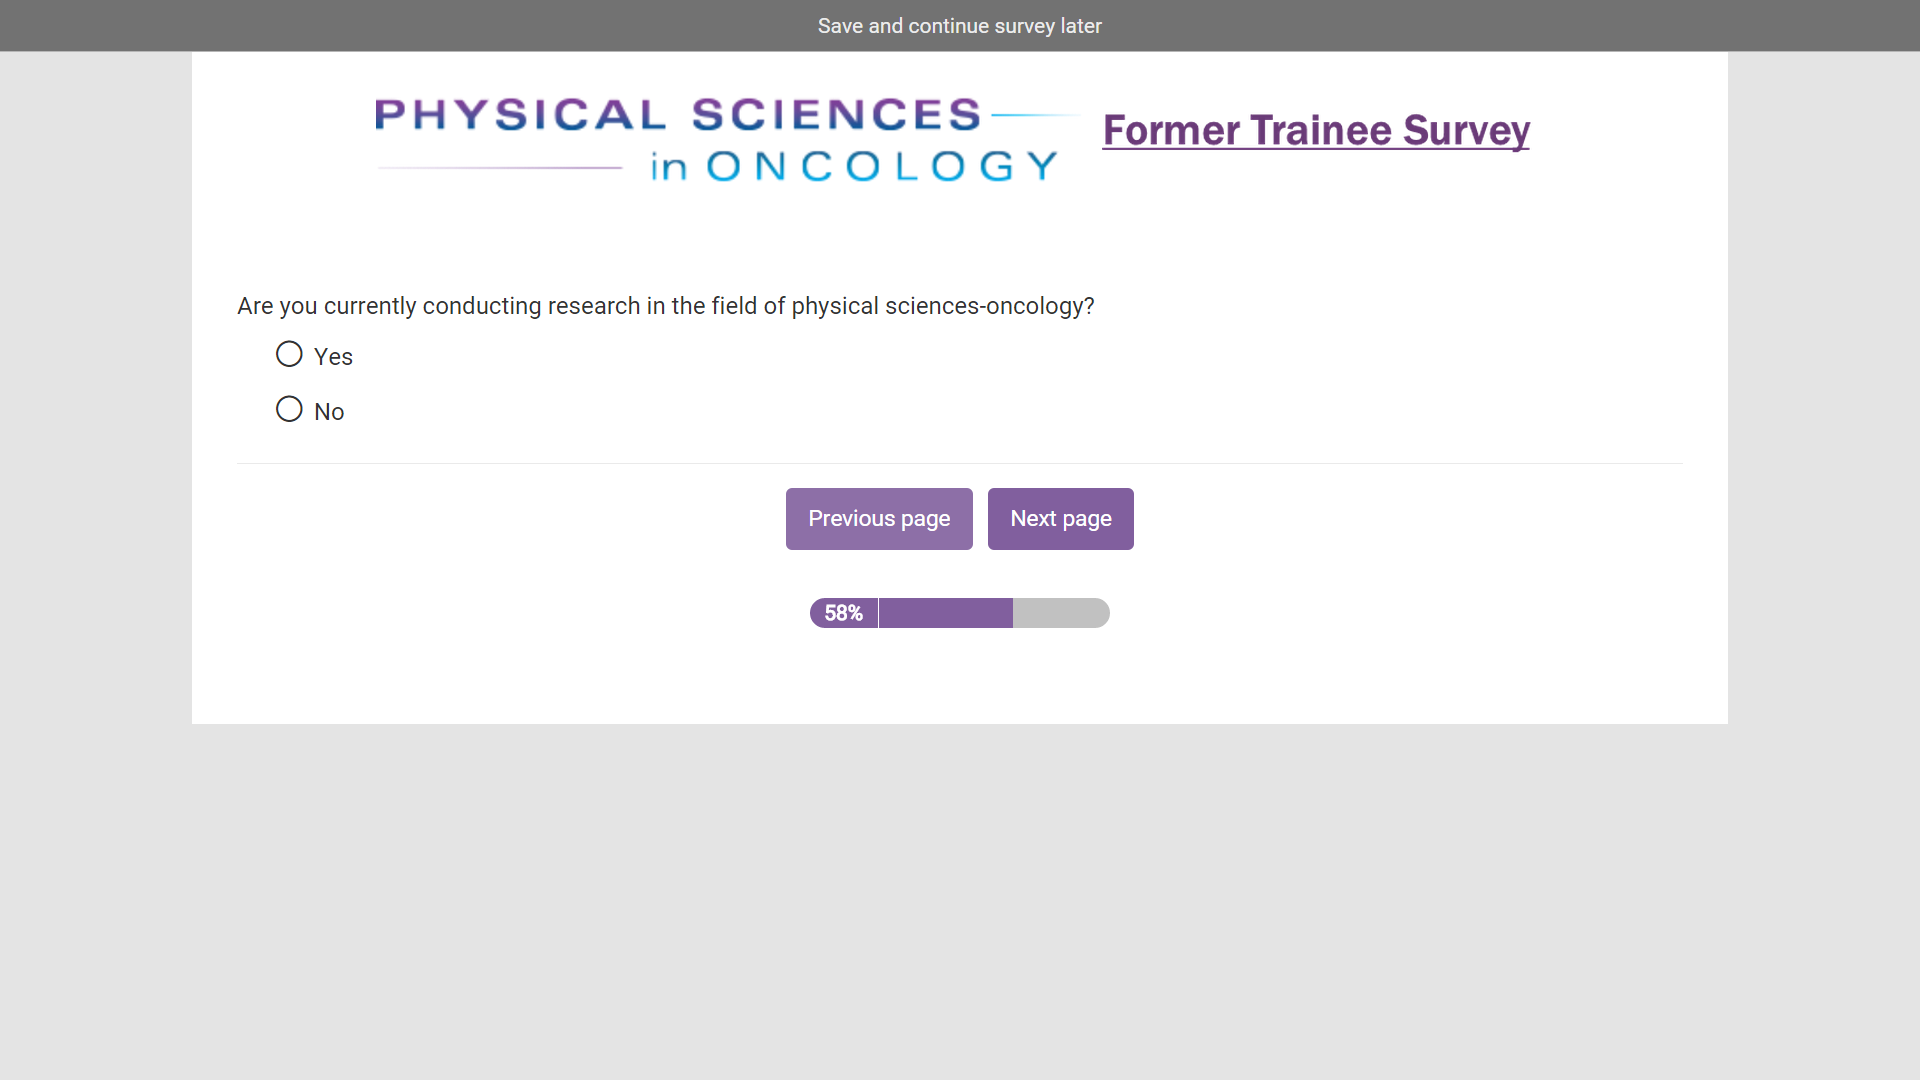 Save and continue survey later
PHYSICAL SCIENCES
in ONCOLOGY
Former Trainee Survey
Are you currently conducting research in the field of physical sciences-oncology?
Yes
No
Previous page
Next page
58%